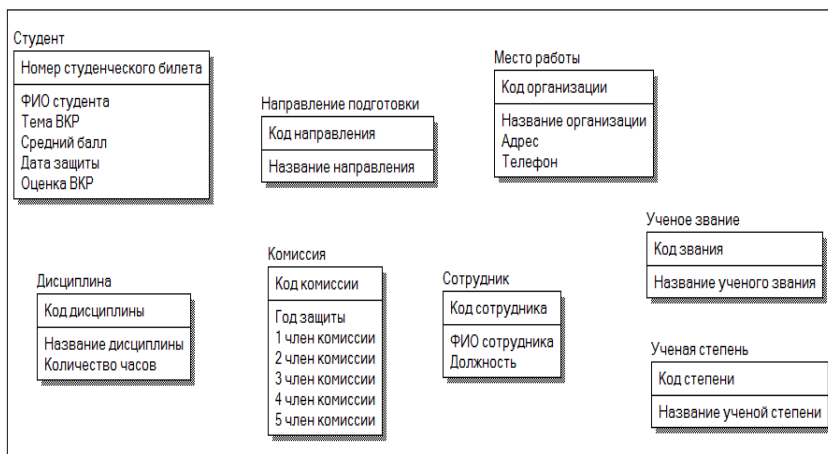 Студент
Номер студенческого билета
ФИО студента
Тема ВКР
Средний балл
Дата защиты
Оценка ВКР
Направление подготовки
Код направления
Название направления
Место работы
Код организации
Название организации
Адрес
Телефон
Дисциплина
Код дисциплины
Название дисциплины
Количество часов
Комиссия
Код комиссии
Год защиты
1 член комиссии
2 член комиссии
3 член комиссии
4 член комиссии
5 член комиссии
Сотрудник
Код сотрудника
ФИО сотрудника
Должность
Ученое звание
Код звания
Название ученого звания
Ученая степень
Код степени
Название ученой степени